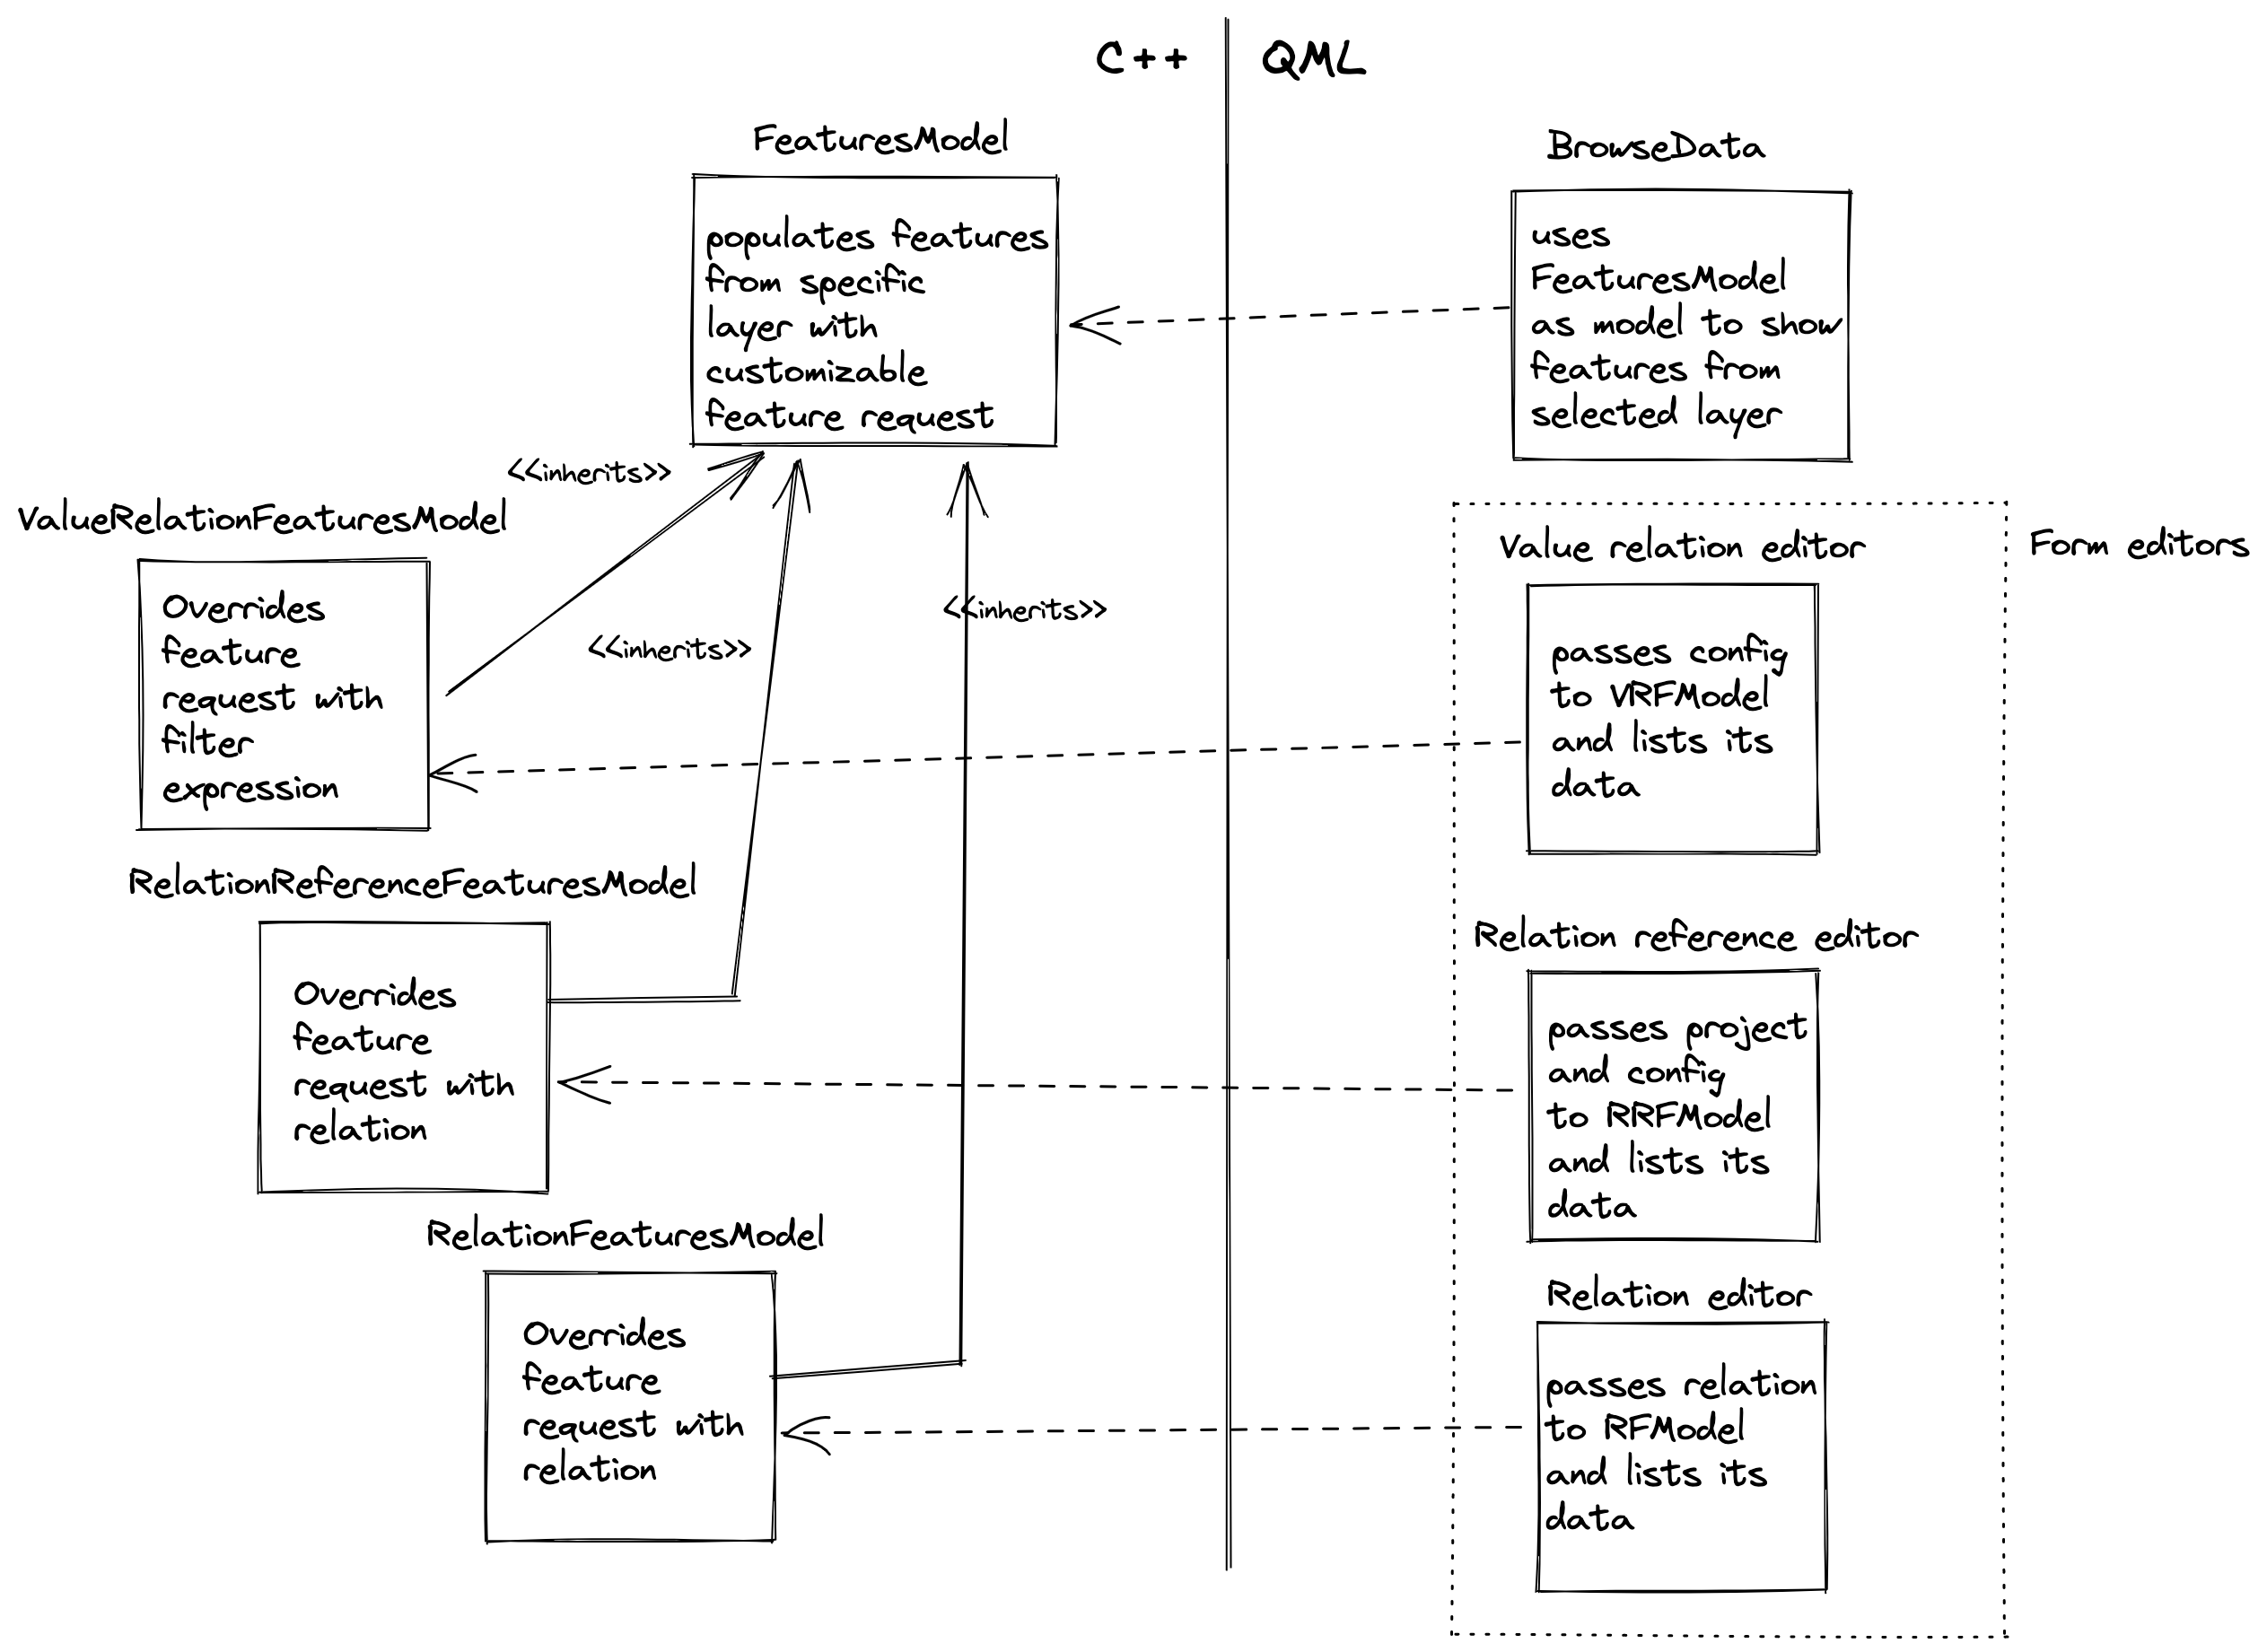 C++
QML
FeaturesModel
populates features
from specific
layer with
customizable
feature request
BrowseData
uses
FeaturesModel
as model to show
features from
selected layer
<<inherits>>
ValueRelationFeaturesModel
Overrides
feature
request with
filter
expression
<<inherits>>
<<inherits>>
Form editors
Value relation editor
passes config
to VRFModel
and lists its
data
RelationReferenceFeaturesModel
Overrides
feature
request with
relation
Relation reference editor
passes project
and config
to RRFModel
and lists its
data
RelationFeaturesModel
Overrides
feature
request with
relation
Relation editor
passes relation
to RFModel
and lists its
data